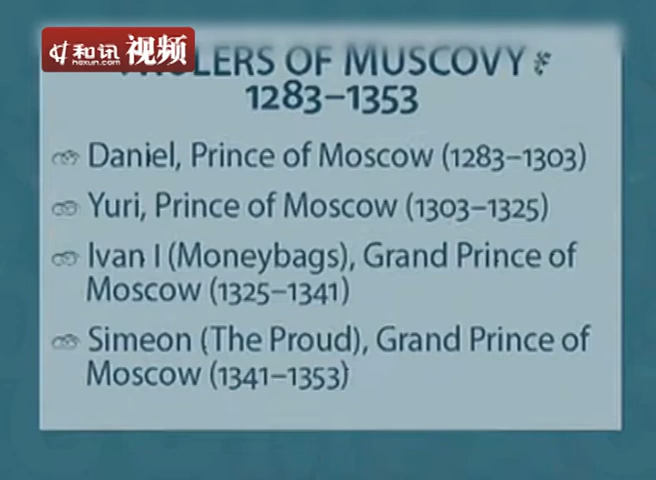 和讯 视频
hexun.com
OF MUSCOVY
1283–1353
Daniel, Prince of Moscow (1283–1303)
Yuri, Prince of Moscow (1303–1325)
Ivan I (Moneybags), Grand Prince of
Moscow (1325–1341)
Simeon (The Proud), Grand Prince of
Moscow (1341–1353)